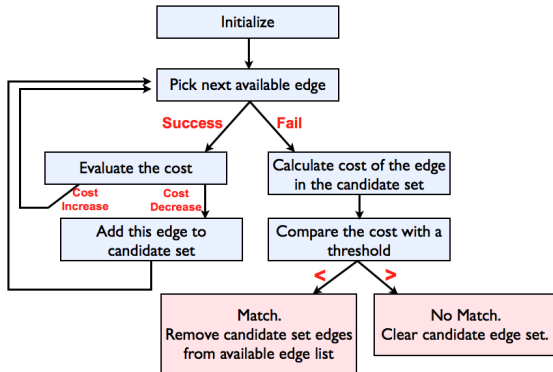 Initialize
Pick next available edge
Success
Fail
Evaluate the cost
Cost
Increase
Cost
Decrease
Add this edge to
candidate set
Calculate cost of the edge
in the candidate set
Compare the cost with a
threshold
<
>
Match.
Remove candidate set edges
from available edge list
No Match.
Clear candidate edge set.